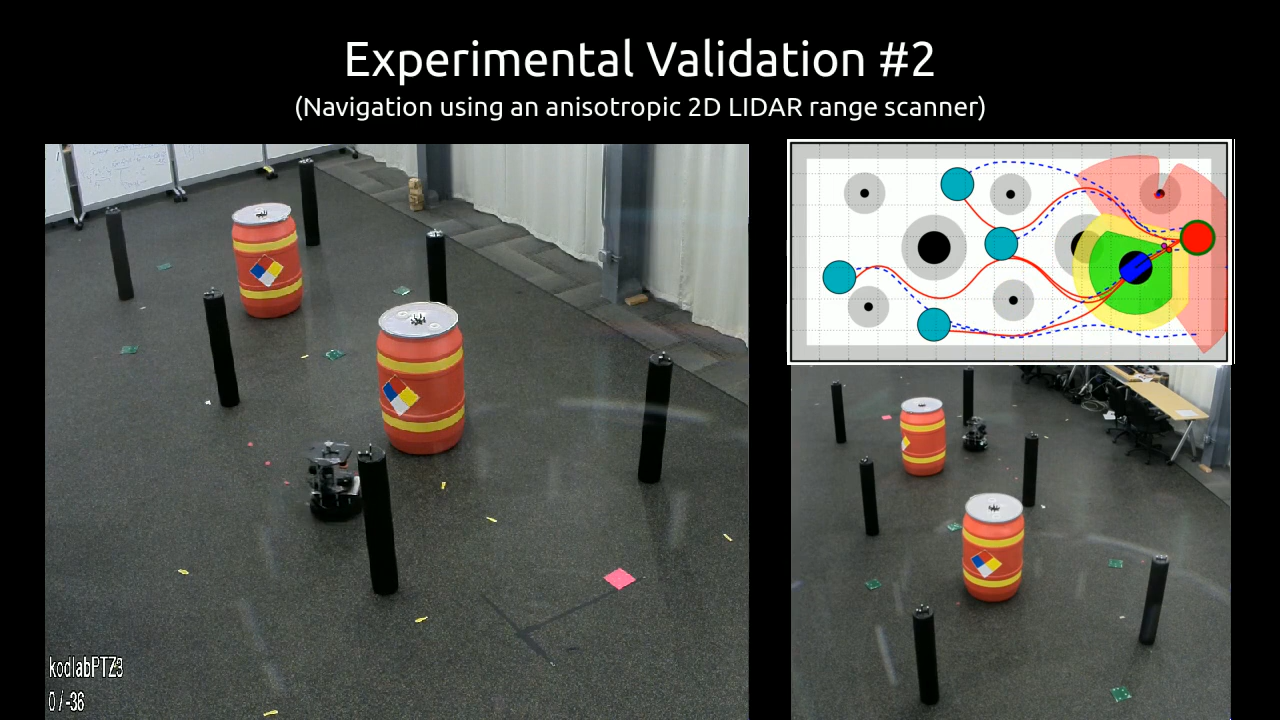 Experimental Validation #2
(Navigation using an anisotropic 2D LIDAR range scanner)
kodlabPTZ3
0 / -36